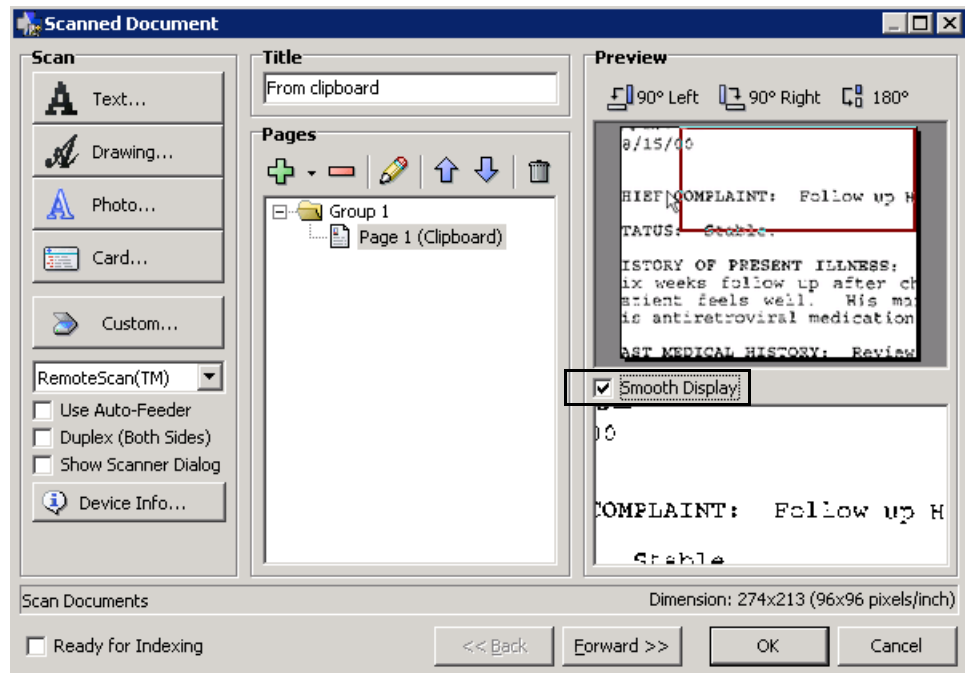 Scanned Document
Scan
Text...
Drawing...
Photo...
Card...
Custom...
RemoteScan(TM)
Use Auto-Feeder
Duplex (Both Sides)
Show Scanner Dialog
Device Info...
Title
From clipboard
Pages
Group 1
Page 1 (Clipboard)
Preview
90° Left 90° Right 180°
8/15/00
HIEF COMPLAINT: Follow up H
TATUS: Stable.
ISTORY OF PRESENT ILLNESS:
ix weeks follow up after ch
atient feels well. His ma
is antiretroviral medication
AST MEDICAL HISTORY: Review
Smooth Display
00
COMPLAINT: Follow up H
Stable
Scan Documents
Dimension: 274x213 (96x96 pixels/inch)
Ready for Indexing
<< Back
Forward >>
OK
Cancel